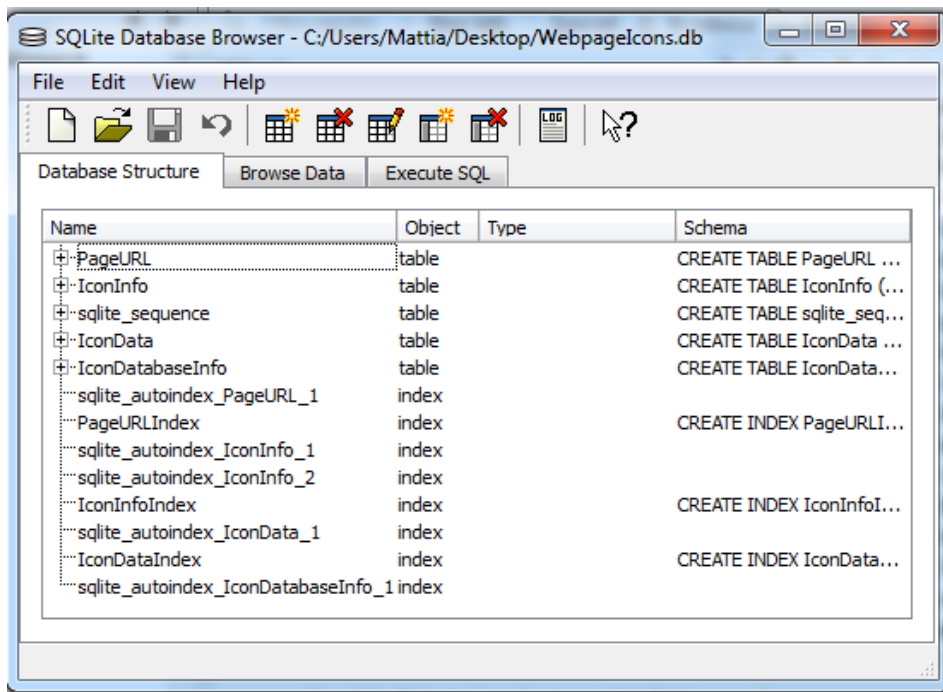 SQLite Database Browser - C:/Users/Mattia/Desktop/WebpageIcons.db
File Edit View Help
LOG ?
Database Structure Browse Data Execute SQL
Name Object Type Schema
PageURL table CREATE TABLE PageURL ...
IconInfo table CREATE TABLE IconInfo (...
sqlite_sequence table CREATE TABLE sqlite_seq...
IconData table CREATE TABLE IconData ...
IconDatabaseInfo table CREATE TABLE IconData...
sqlite_autoindex_PageURL_1 index
PageURLIndex index CREATE INDEX PageURLI...
sqlite_autoindex_IconInfo_1 index
sqlite_autoindex_IconInfo_2 index
IconInfoIndex index CREATE INDEX IconInfoI...
sqlite_autoindex_IconData_1 index
IconDataIndex index CREATE INDEX IconData...
sqlite_autoindex_IconDatabaseInfo_1 index